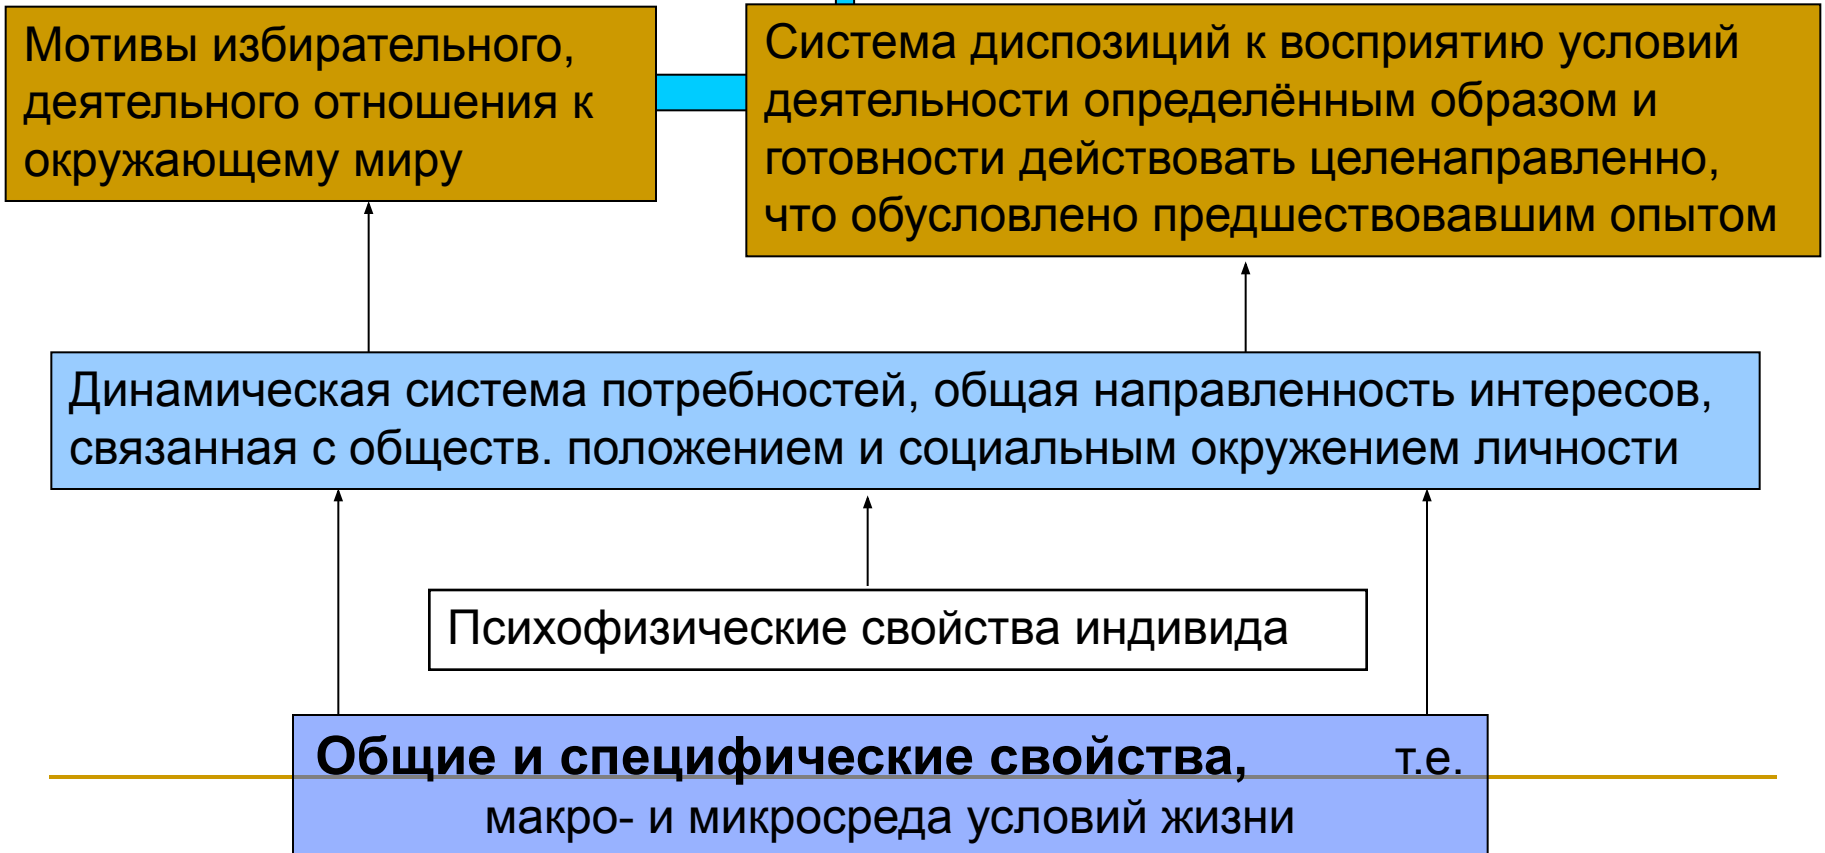 Мотивы избирательного,
деятельного отношения к
окружающему миру
Система диспозиций к восприятию условий
деятельности определённым образом и
готовности действовать целенаправленно,
что обусловлено предшествовавшим опытом
Динамическая система потребностей, общая направленность интересов,
связанная с обществ. положением и социальным окружением личности
Психофизические свойства индивида
Общие и специфические свойства, т.е.
макро- и микросреда условий жизни